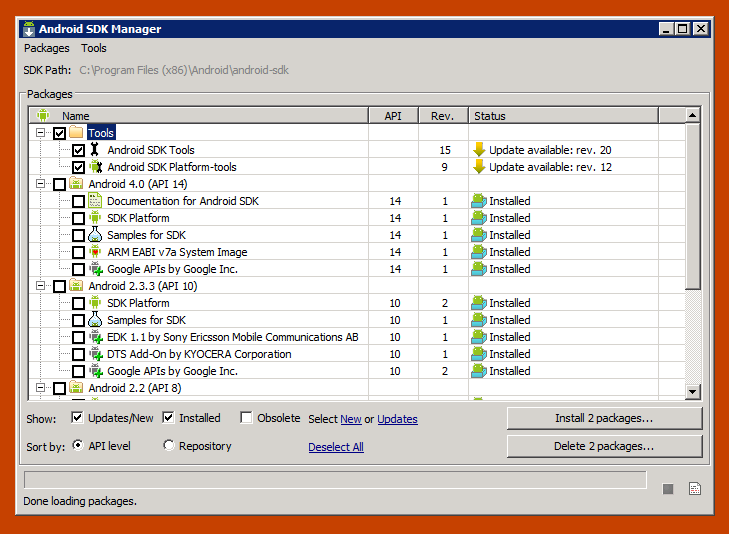 Android SDK Manager
Packages Tools
SDK Path: C:\Program Files (x86)\Android\android-sdk
Packages
Name API Rev. Status
Tools
Android SDK Tools 15 Update available: rev. 20
Android SDK Platform-tools 9 Update available: rev. 12
Android 4.0 (API 14)
Documentation for Android SDK 14 1 Installed
SDK Platform 14 1 Installed
Samples for SDK 14 1 Installed
ARM EABI v7a System Image 14 1 Installed
Google APIs by Google Inc. 14 1 Installed
Android 2.3.3 (API 10)
SDK Platform 10 2 Installed
Samples for SDK 10 1 Installed
EDK 1.1 by Sony Ericsson Mobile Communications AB 10 1 Installed
DTS Add-On by KYOCERA Corporation 10 1 Installed
Google APIs by Google Inc. 10 2 Installed
Android 2.2 (API 8)
Show: Updates/New Installed Obsolete Select New or Updates Install 2 packages...
Sort by: API level Repository Deselect All Delete 2 packages...
Done loading packages.